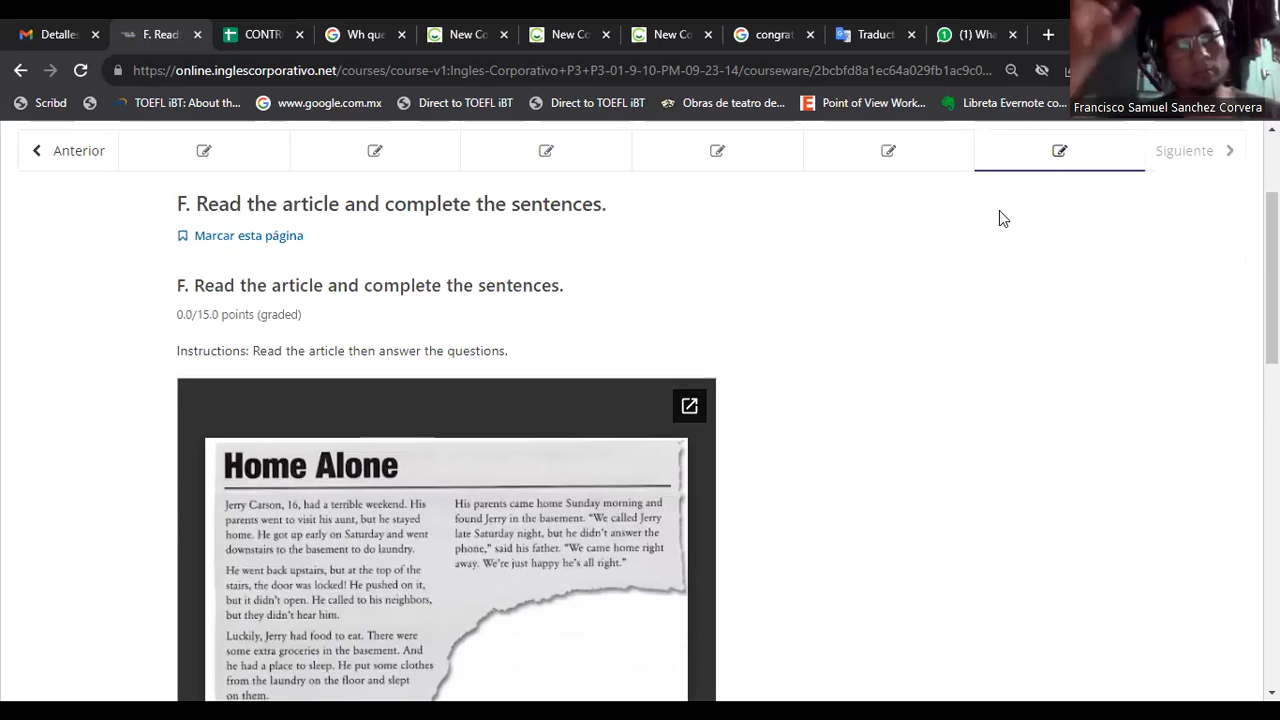 Detalles
F. Read
CONTR
Wh que
New Co
New Co
New Co
congrat
Traduct
(1) Wha
https://online.inglescorporativo.net/courses/course-v1:Ingles-Corporativo+P3+P3-01-9-10-PM-09-23-14/courseware/2bcbfd8a1ec64a029fb1ac9c0...
Scribd
TOEFL iBT: About th...
www.google.com.mx
Direct to TOEFL iBT
Direct to TOEFL iBT
Obras de teatro de...
Point of View Work...
Libreta Evernote co...
Francisco Samuel Sanchez Corvera
Anterior
Siguiente
F. Read the article and complete the sentences.
Marcar esta página
F. Read the article and complete the sentences.
0.0/15.0 points (graded)
Instructions: Read the article then answer the questions.
Home Alone
Jerry Carson, 16, had a terrible weekend. His
parents went to visit his aunt, but he stayed
home. He got up early on Saturday and went
downstairs to the basement to do laundry.
He went back upstairs, but at the top of the
stairs, the door was locked! He pushed on it,
but it didn't open. He called to his neighbors,
but they didn't hear him.
Luckily, Jerry had food to eat. There were
some extra groceries in the basement. And
he had a place to sleep. He put some clothes
from the laundry on the floor and slept
on them.
His parents came home Sunday morning and
found Jerry in the basement. "We called Jerry
late Saturday night, but he didn't answer the
phone," said his father. "We came home right
away. We're just happy he's all right."